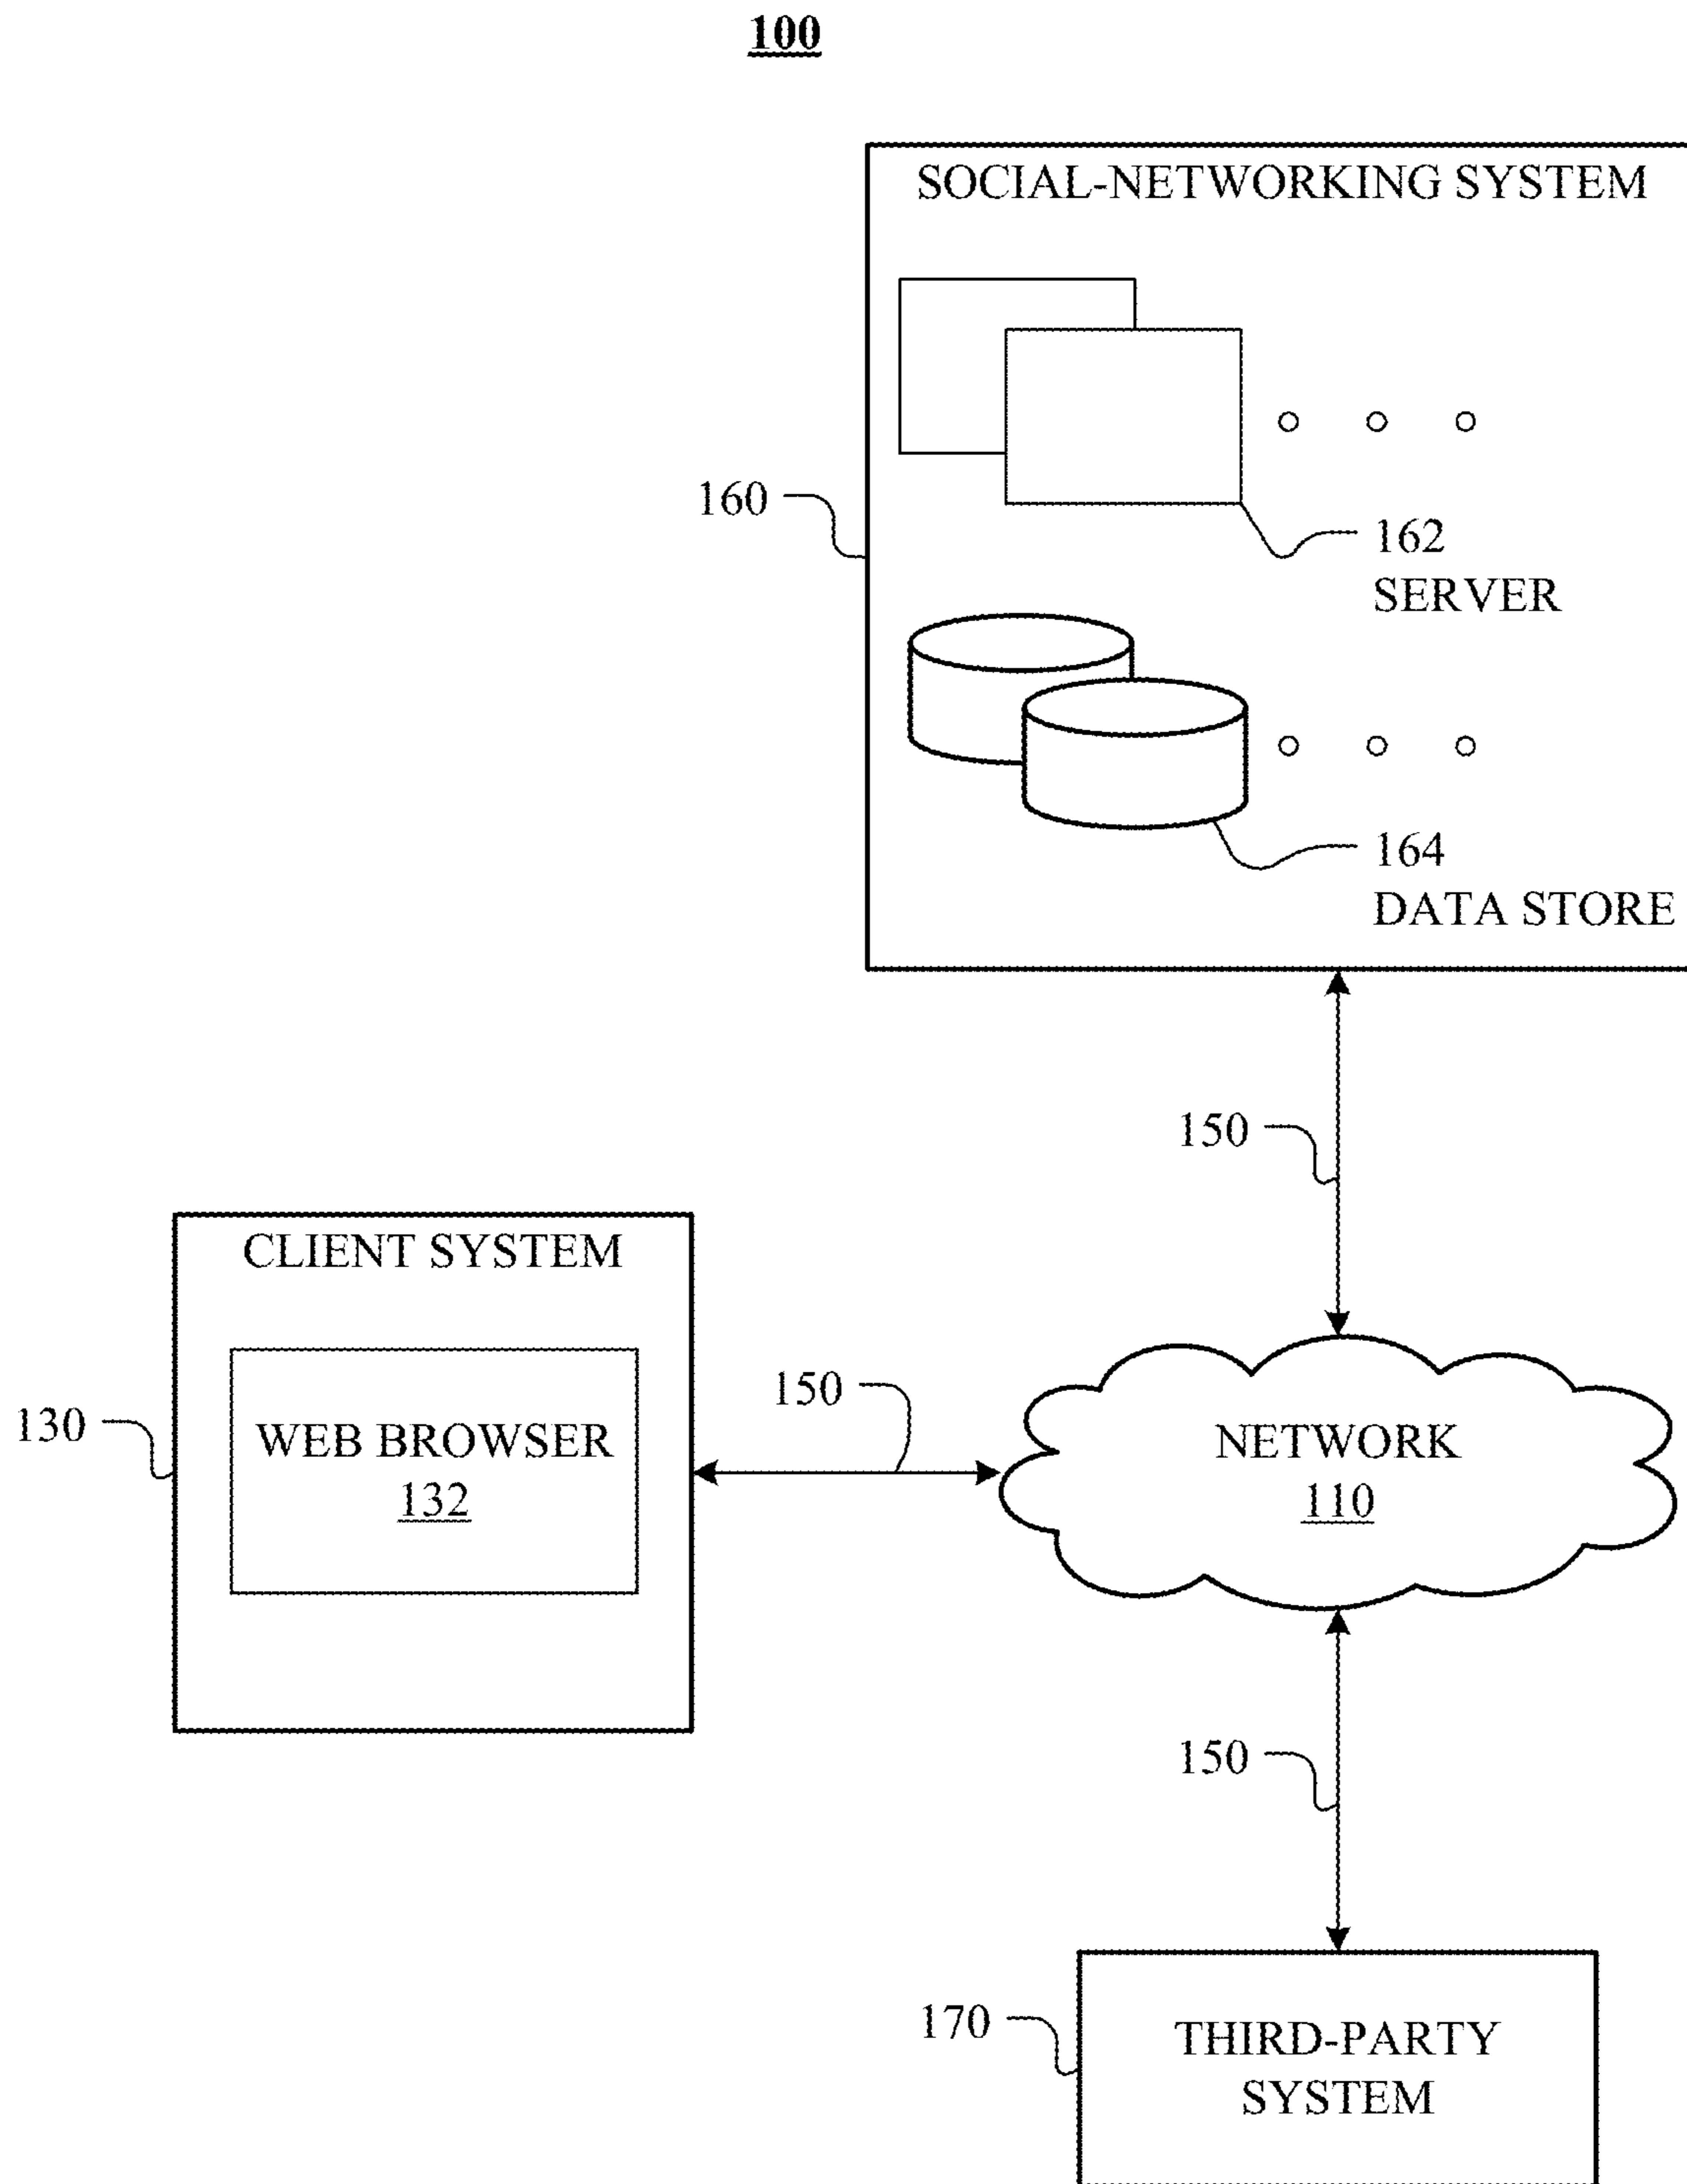 100
SOCIAL-NETWORKING SYSTEM
160
162
SERVER
164
DATA STORE
150
CLIENT SYSTEM
130
WEB BROWSER
132
150
NETWORK
110
150
170
THIRD-PARTY
SYSTEM